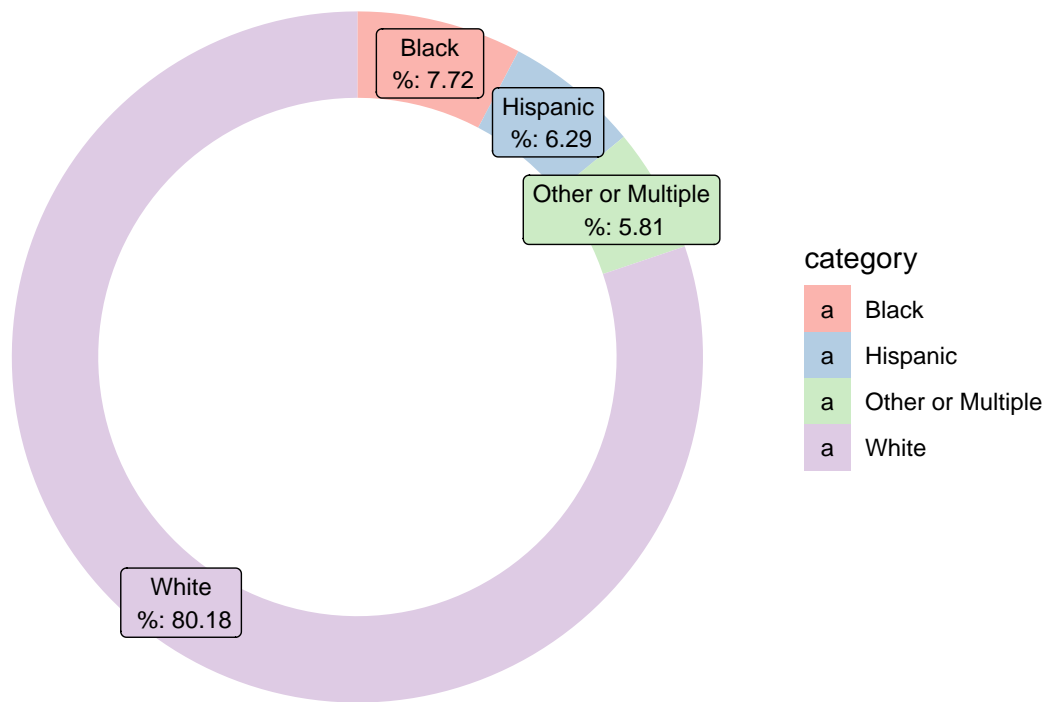 Black
%: 7.72
Hispanic
%: 6.29
Other or Multiple
%: 5.81
White
%: 80.18
category
a Black
a Hispanic
a Other or Multiple
a White